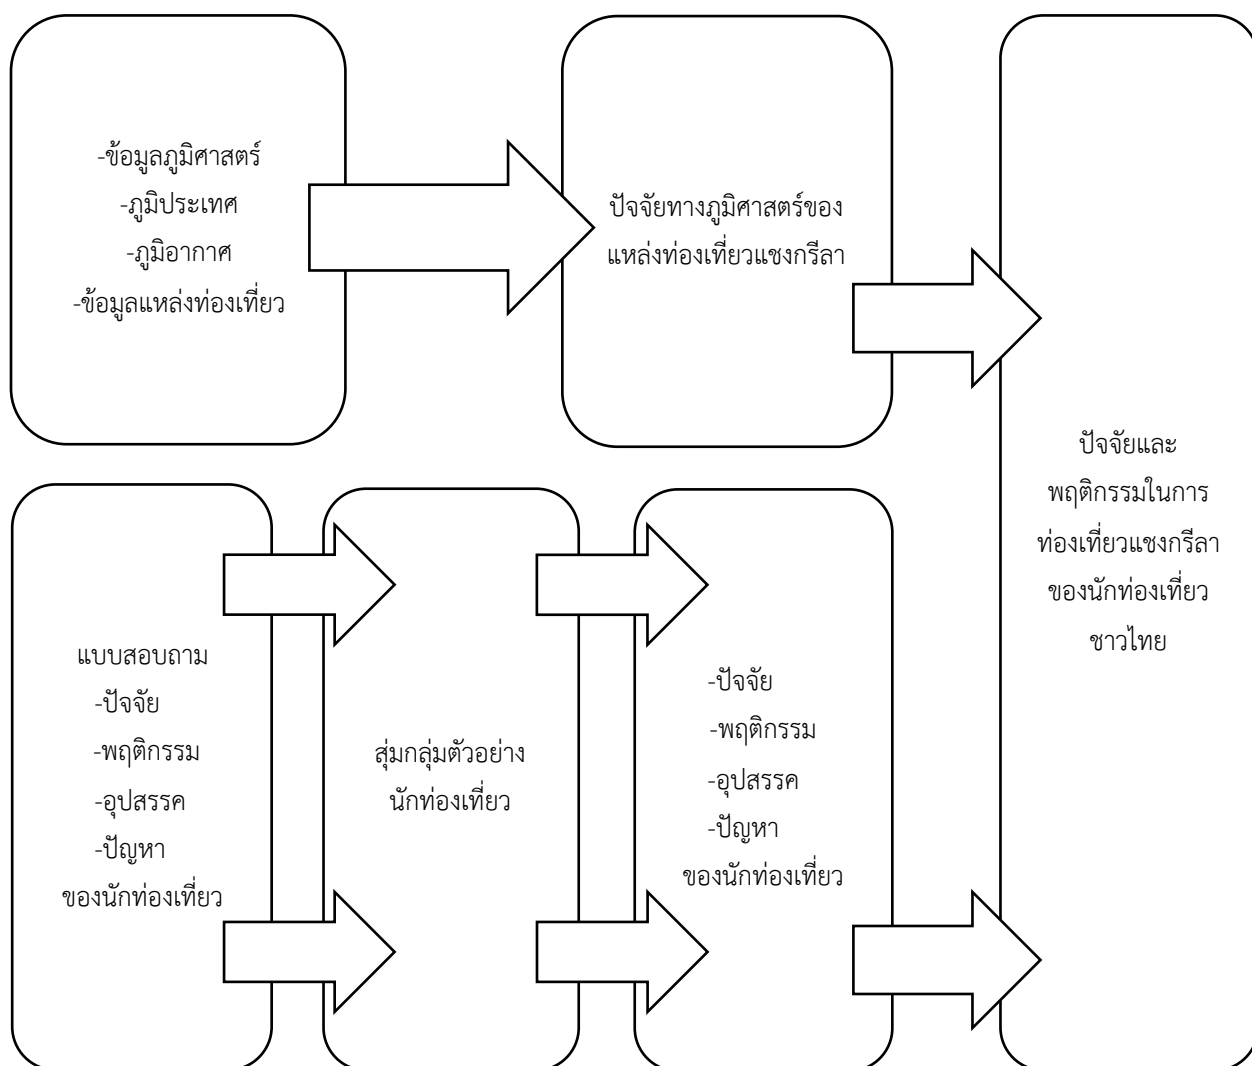 -ข้อมูลภูมิศาสตร์
-ภูมิประเทศ
-ภูมิอากาศ
-ข้อมูลแหล่งท่องเที่ยว
ปัจจัยทางภูมิศาสตร์ของ
แหล่งท่องเที่ยวแชงกรีลา
แบบสอบถาม
-ปัจจัย
-พฤติกรรม
-อุปสรรค
-ปัญหา
ของนักท่องเที่ยว
สุ่มกลุ่มตัวอย่าง
นักท่องเที่ยว
-ปัจจัย
-พฤติกรรม
-อุปสรรค
-ปัญหา
ของนักท่องเที่ยว
ปัจจัยและ
พฤติกรรมในการ
ท่องเที่ยวแชงกรีลา
ของนักท่องเที่ยว
ชาวไทย